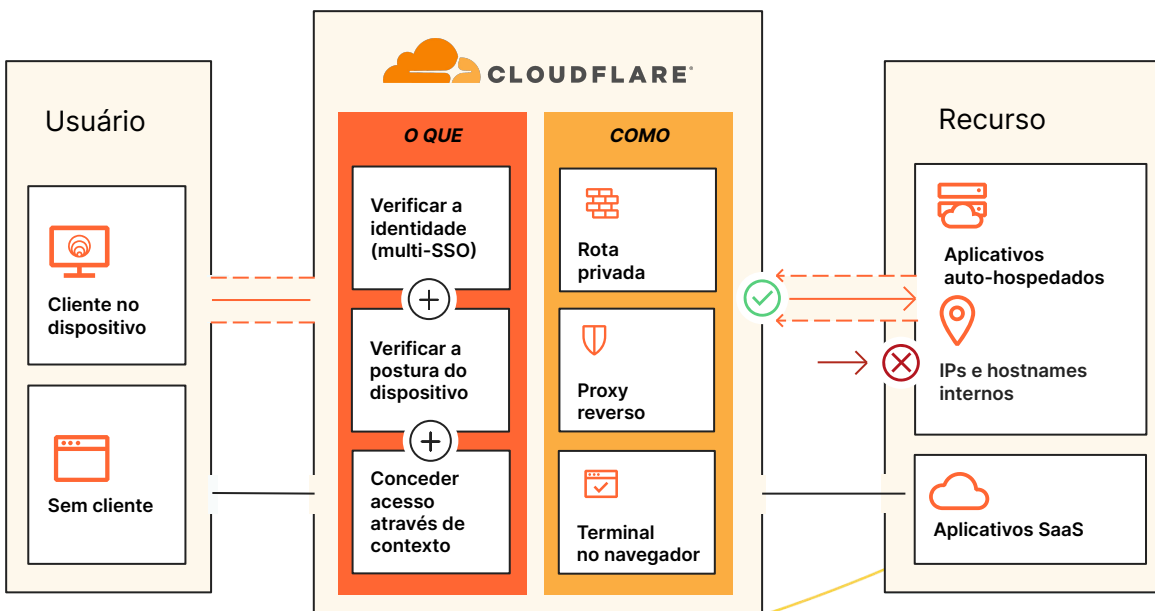 Usuário
Cliente no
dispositivo
Sem cliente
CLOUDFLARE
O QUE
Verificar a
identidade
(multi-SSO)
Verificar a
postura do
dispositivo
Conceder
acesso
através de
contexto
COMO
Rota
privada
Proxy
reverso
Terminal
no navegador
Recurso
Aplicativos
auto-hospedados
IPs e hostnames
internos
Aplicativos SaaS